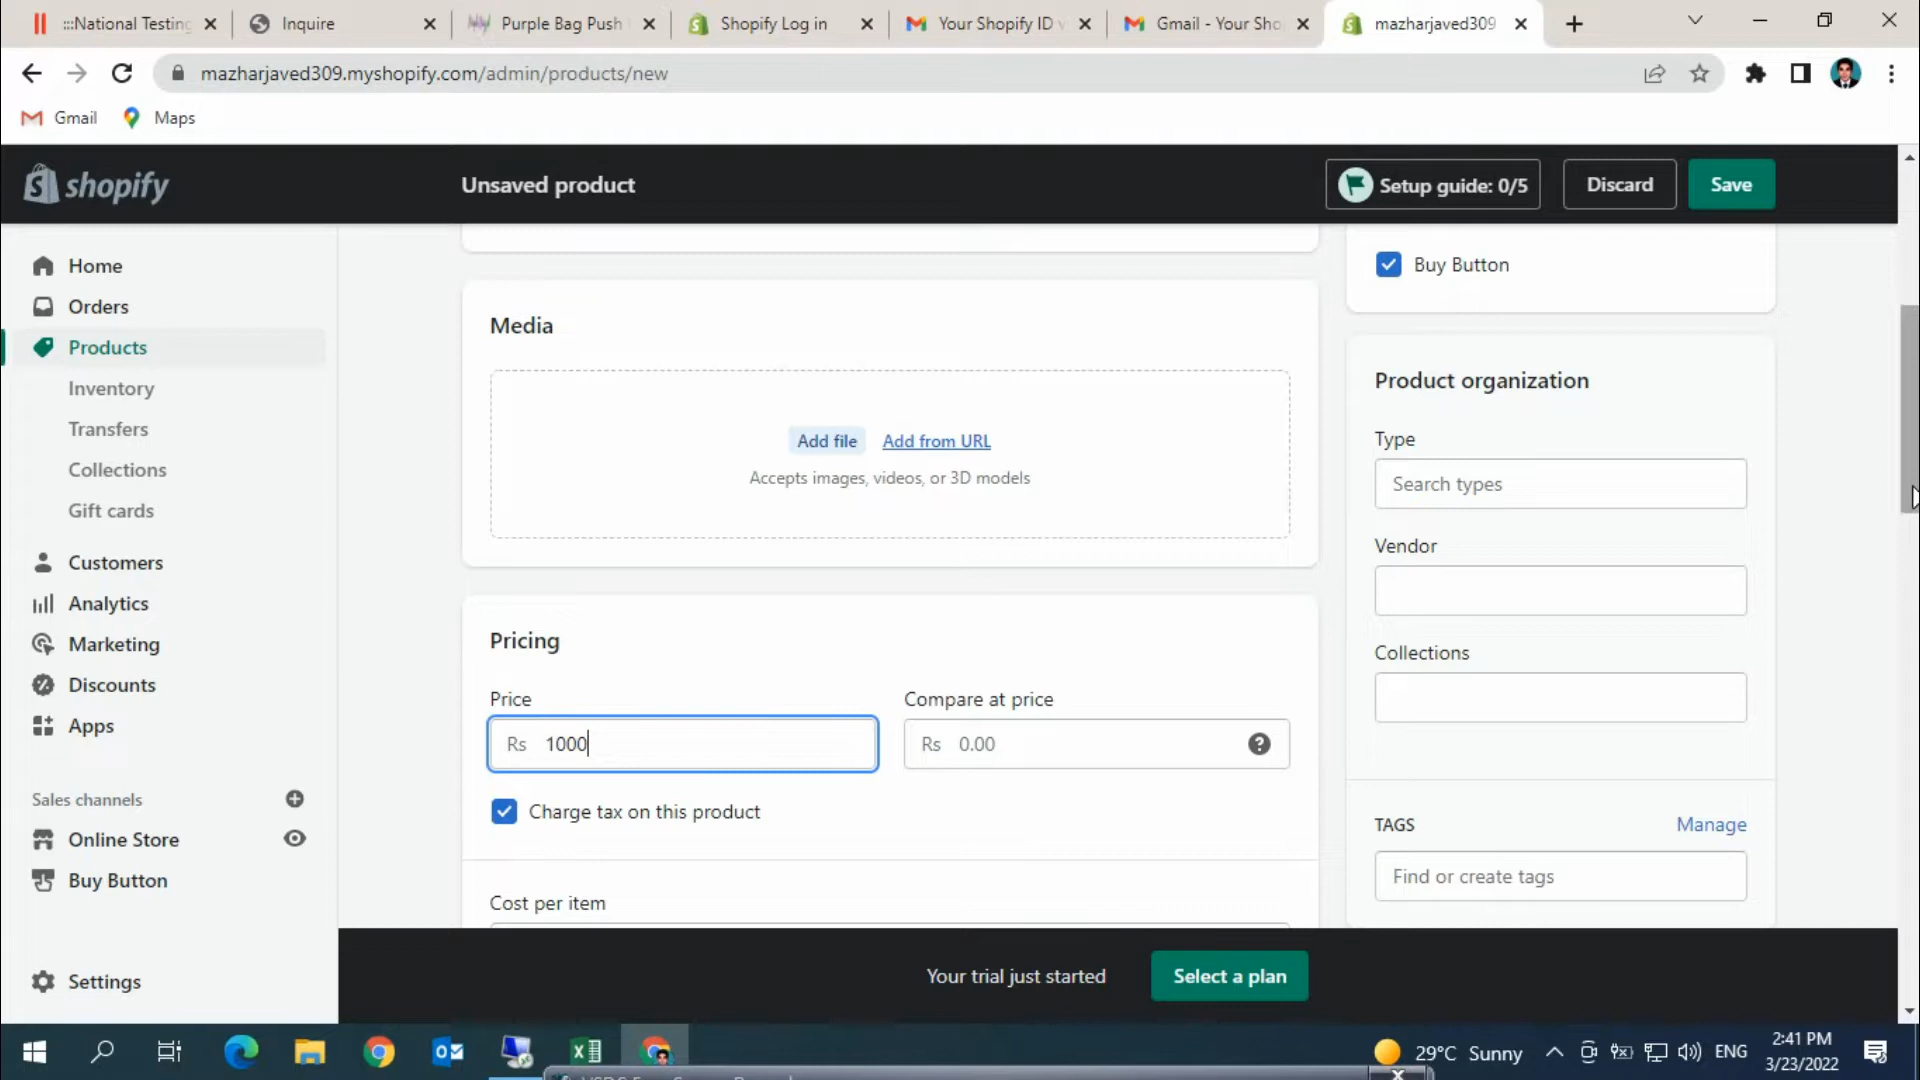 :::National Testing
Inquire
Purple Bag Push
Shopify Log in
Your Shopify ID
Gmail - Your Sho
mazharjaved309
mazharjaved309.myshopify.com/admin/products/new
Gmail
Maps
shopify
Unsaved product
Setup guide: 0/5
Discard
Save
Home
Orders
Products
Inventory
Transfers
Collections
Gift cards
Customers
Analytics
Marketing
Discounts
Apps
Sales channels
Online Store
Buy Button
Settings
Media
Add file Add from URL
Accepts images, videos, or 3D models
Pricing
Price
Rs 1000
Compare at price
Rs 0.00
Charge tax on this product
Cost per item
Buy Button
Product organization
Type
Search types
Vendor
Collections
TAGS Manage
Find or create tags
Your trial just started
Select a plan
29°C Sunny
ENG
2:41 PM
3/23/2022